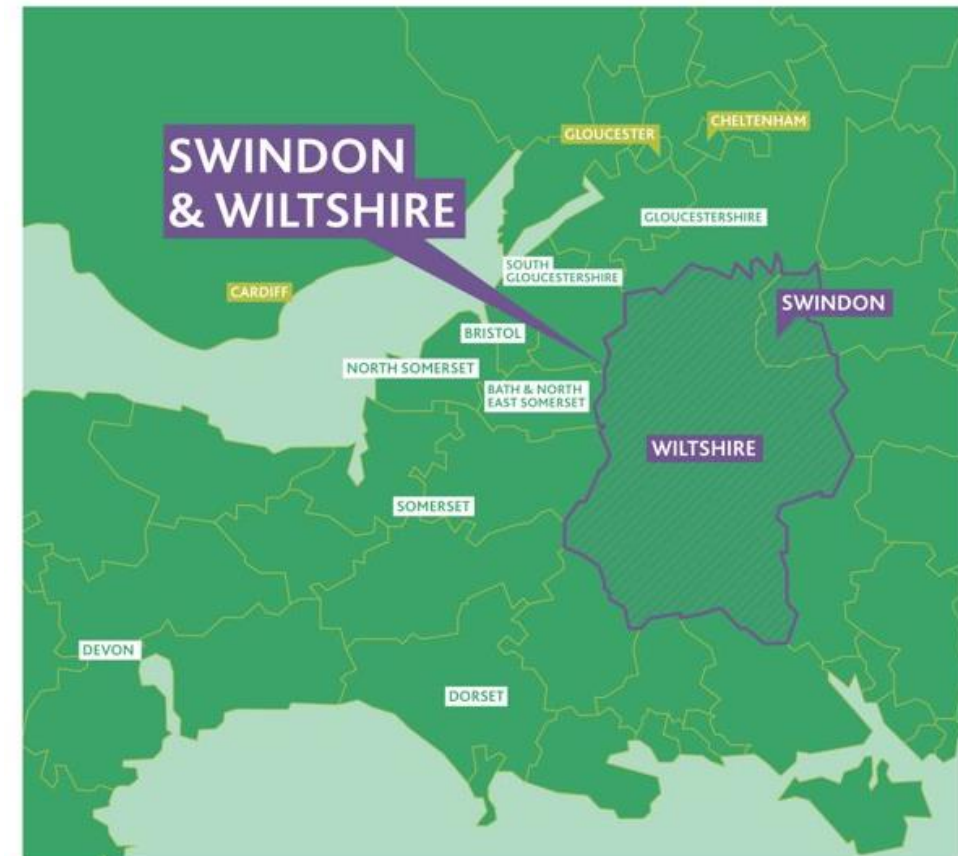 CHELTENHAM
GLOUCESTER
SWINDON
& WILTSHIRE
GLOUCESTERSHIRE
SOUTH
GLOUCESTERSHIRE
CARDIFF
SWINDON
BRISTOL
NORTH SOMERSET
BATH & NORTH
EAST SOMERSET
WILTSHIRE
SOMERSET
DEVON
DORSET